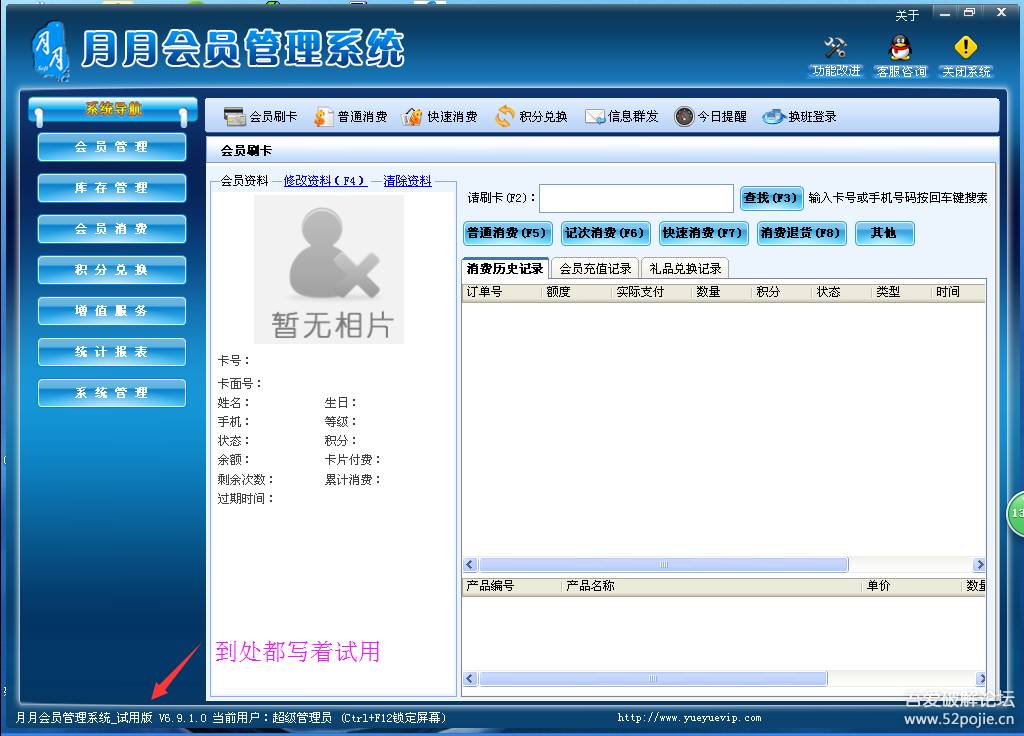 关于
月月会员管理系统
功能改进 客服咨询 关闭系统
系统导航
会员管理
库存管理
会员消费
积分兑换
增值服务
统计报表
系统管理
会员刷卡 普通消费 快速消费 积分兑换 信息群发 今日提醒 换班登录
会员刷卡
会员资料 修改资料(F4) 清除资料
暂无相片
卡号：
卡面号：
姓名： 生日：
手机： 等级：
状态： 积分：
余额： 卡片付费：
剩余次数： 累计消费：
过期时间：
到处都写着试用
请刷卡(F2)： 查找(F3) 输入卡号或手机号码按回车键搜索
普通消费(F5) 记次消费(F6) 快速消费(F7) 消费退货(F8) 其他
消费历史记录 会员充值记录 礼品兑换记录
订单号 额度 实际支付 数量 积分 状态 类型 时间
产品编号 产品名称 单价 数量
13
月月会员管理系统_试用版 V6.9.1.0 当前用户：超级管理员 (Ctrl+F12锁定屏幕) http://www.yueyuevip.com
吾爱破解论坛
www.52pojie.cn